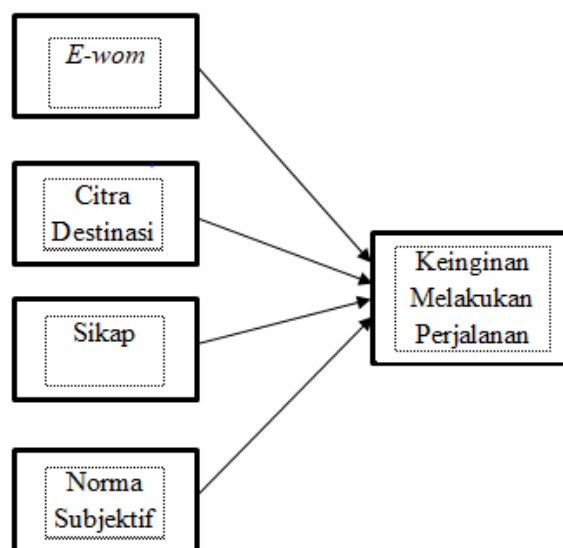 E-wom
Citra
Destinasi
Sikap
Norma
Subjektif
Keinginan
Melakukan
Perjalanan